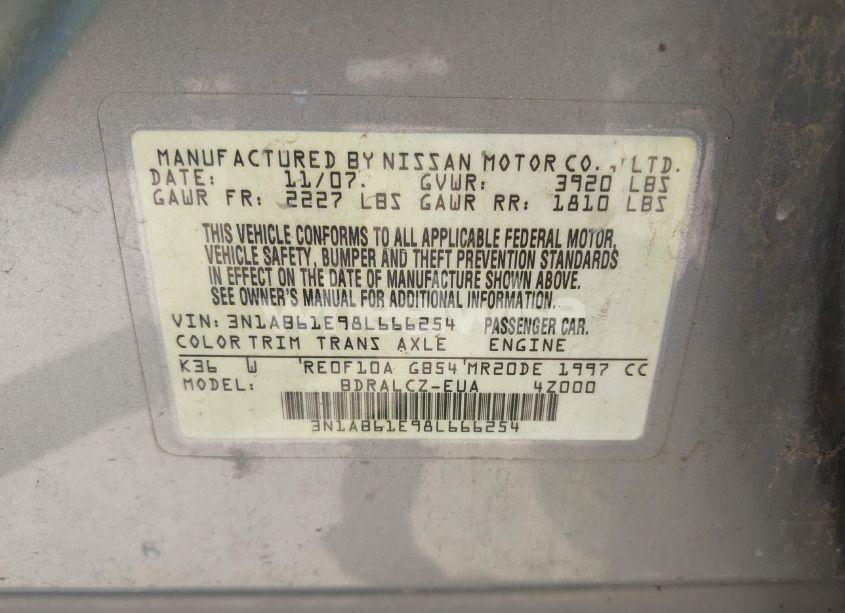 MANUFACTURED BY NISSAN MOTOR CO., LTD.
DATE: 11/07. GVWR: 3920 LBS
GAWR FR: 2227 LBS GAWR RR: 1810 LBS
THIS VEHICLE CONFORMS TO ALL APPLICABLE FEDERAL MOTOR
VEHICLE SAFETY, BUMPER AND THEFT PREVENTION STANDARDS
IN EFFECT ON THE DATE OF MANUFACTURE SHOWN ABOVE.
SEE OWNER'S MANUAL FOR ADDITIONAL INFORMATION.
VIN: 3N1AB61E98L666254 PASSENGER CAR.
COLOR TRIM TRANS AXLE ENGINE
K36 W RE0F10A GB54 MR20DE 1997 CC
MODEL: BDRALCZ-EUA 4Z000
3N1AB61E98L666254